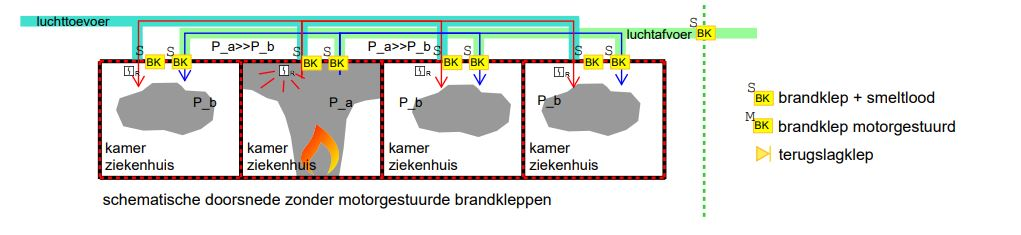 luchttoevoer
S
luchtafvoer BK
S S P_a>>P_b S S P_a>>P_b S S S S
BK BK BK BK BK BK BK BK
R R R R
P_b P_a P_b P_b
kamer
ziekenhuis
kamer
ziekenhuis
kamer
ziekenhuis
kamer
ziekenhuis
schematische doorsnede zonder motorgestuurde brandkleppen
S
BK brandklep + smeltlood
M
BK brandklep motorgestuurd
terugslagklep